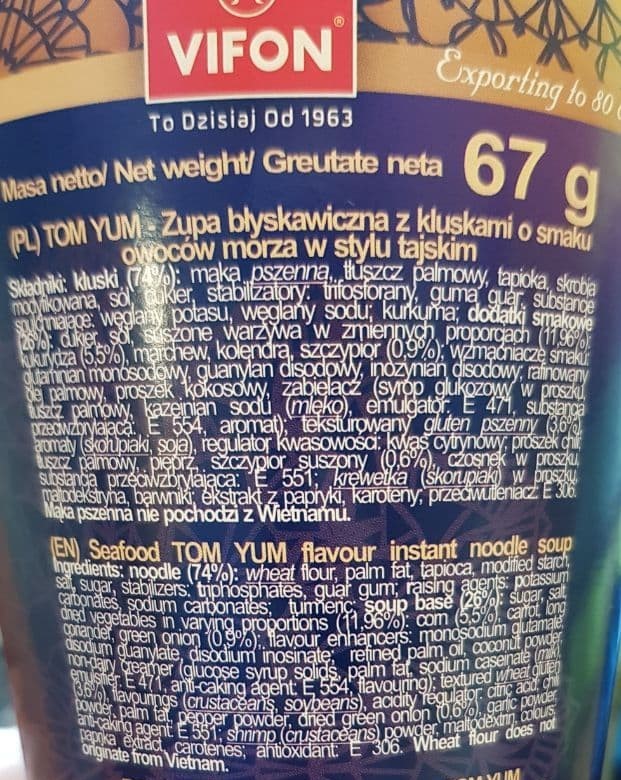 VIFON
®
Exporting to 80
To Dzisiaj Od 1963
Masa netto/ Net weight/ Greutate neta 67 g
(PL) TOM YUM - Zupa błyskawiczna z kluskami o smaku
owoców morza w stylu tajskim
Składniki: kluski (74%): mąka pszenna, tłuszcz palmowy, tapioka, skrobia
modyfikowana, sól, cukier, stabilizatory: trifosforany, guma guar, substancje
spulchniające: węglany potasu, węglany sodu; kurkuma; dodatki smakowe
26%: cukier, sól, suszone warzywa w zmiennych proporcjach (11,96%):
kukurydza (5,5%), marchew, kolendra, szczypior (0,9%); wzmacniacze smaku:
glutaminian monosodowy, guanylan disodowy, inozynian disodowy; rafinowany
olej palmowy, proszek kokosowy, zabielacz (syrop glukozowy w proszku,
tłuszcz palmowy, kazeinian sodu (mleko), emulgator: E 471, substancja
przeciwzbrylająca: E 554, aromat); teksturowany gluten pszenny (3,6%),
aromaty (skorupiaki, soja), regulator kwasowości: kwas cytrynowy; proszek chili,
tłuszcz palmowy, pieprz, szczypior suszony (0,6%), czosnek w proszku,
substancja przeciwzbrylająca: E 551; krewetka (skorupiaki) w proszku,
maltodekstryna, barwniki: ekstrakt z papryki, karoteny; przeciwutleniacz: E 306.
Mąka pszenna nie pochodzi z Wietnamu.
(EN) Seafood TOM YUM flavour instant noodle soup
Ingredients: noodle (74%): wheat flour, palm fat, tapioca, modified starch,
salt, sugar, stabilizers: triphosphates, guar gum; raising agents: potassium
carbonates, sodium carbonates; turmeric; soup base (26%): sugar, salt,
dried vegetables in varying proportions (11,96%): corn (5,5%), carrot, long
coriander, green onion (0,9%), flavour enhancers: monosodium glutamate,
disodium guanylate, disodium inosinate; refined palm oil, coconut powder,
non-dairy creamer (glucose syrup solids, palm fat, sodium caseinate (milk),
emulsifier: E 471, anti-caking agent: E 554, flavouring); textured wheat gluten
(3,6%), flavourings (crustaceans, soybeans), acidity regulator: citric acid; chili
powder, palm fat, pepper powder, dried green onion (0,6%), garlic powder,
anti-caking agent: E 551; shrimp (crustaceans) powder, maltodextrin, colours:
paprika extract, carotenes; antioxidant: E 306. Wheat flour does not
originate from Vietnam.
YUM